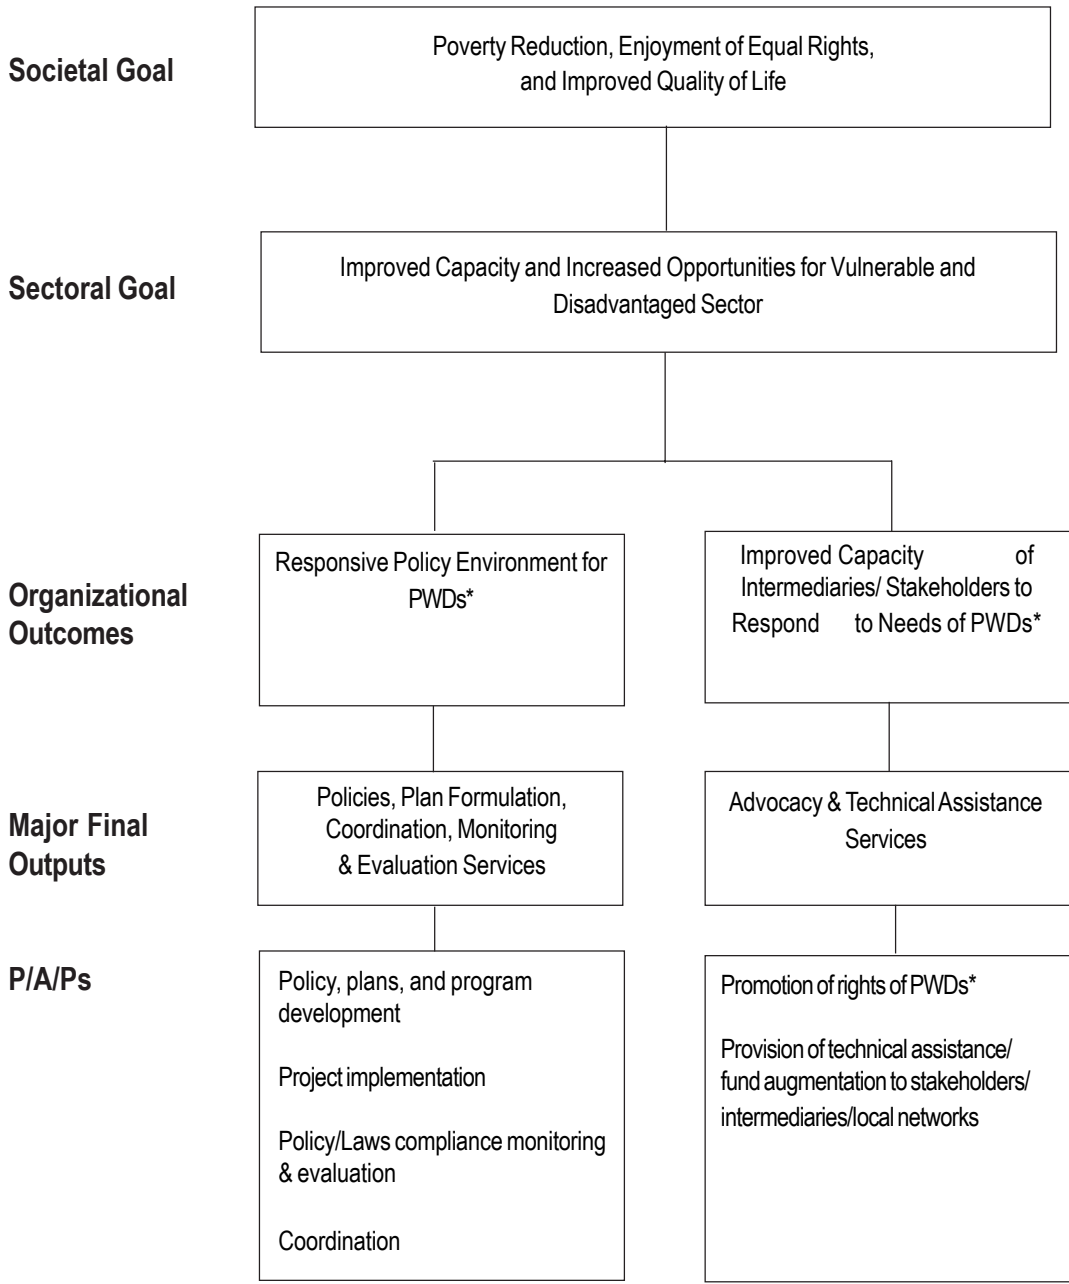 Societal Goal
Poverty Reduction, Enjoyment of Equal Rights,
and Improved Quality of Life
Sectoral Goal
Improved Capacity and Increased Opportunities for Vulnerable and
Disadvantaged Sector
Organizational
Outcomes
Responsive Policy Environment for
PWDs*
Improved Capacity of
Intermediaries/ Stakeholders to
Respond to Needs of PWDs*
Major Final
Outputs
Policies, Plan Formulation,
Coordination, Monitoring
& Evaluation Services
Advocacy & Technical Assistance
Services
P/A/Ps
Policy, plans, and program
development
Project implementation
Policy/Laws compliance monitoring
& evaluation
Coordination
Promotion of rights of PWDs*
Provision of technical assistance/
fund augmentation to stakeholders/
intermediaries/local networks